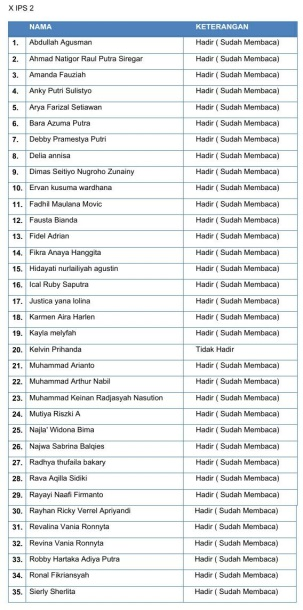 X IPS 2
NAMA KETERANGAN
1. Abdullah Agusman Hadir ( Sudah Membaca)
2. Ahmad Natigor Raul Putra Siregar Hadir ( Sudah Membaca)
3. Amanda Fauziah Hadir ( Sudah Membaca)
4. Anky Putri Sulistyo Hadir ( Sudah Membaca)
5. Arya Farizal Setiawan Hadir ( Sudah Membaca)
6. Bara Azuma Putra Hadir ( Sudah Membaca)
7. Debby Pramestya Putri Hadir ( Sudah Membaca)
8. Delia annisa Hadir ( Sudah Membaca)
9. Dimas Seitiyo Nugroho Zunainy Hadir ( Sudah Membaca)
10. Ervan kusuma wardhana Hadir ( Sudah Membaca)
11. Fadhil Maulana Movic Hadir ( Sudah Membaca)
12. Fausta Bianda Hadir ( Sudah Membaca)
13. Fidel Adrian Hadir ( Sudah Membaca)
14. Fikra Anaya Hanggita Hadir ( Sudah Membaca)
15. Hidayati nurlailiyah agustin Hadir ( Sudah Membaca)
16. Ical Ruby Saputra Hadir ( Sudah Membaca)
17. Justica yana lolina Hadir ( Sudah Membaca)
18. Karmen Aira Harlen Hadir ( Sudah Membaca)
19. Kayla melyfah Hadir ( Sudah Membaca)
20. Kelvin Prihanda Tidak Hadir
21. Muhammad Arianto Hadir ( Sudah Membaca)
22. Muhammad Arthur Nabil Hadir ( Sudah Membaca)
23. Muhammad Keinan Radjasyah Nasution Hadir ( Sudah Membaca)
24. Mutiya Riszki A Hadir ( Sudah Membaca)
25. Najla' Widona Bima Hadir ( Sudah Membaca)
26. Najwa Sabrina Balqies Hadir ( Sudah Membaca)
27. Radhya thufaila bakary Hadir ( Sudah Membaca)
28. Rava Aqilla Sidiki Hadir ( Sudah Membaca)
29. Rayayi Naafi Firmanto Hadir ( Sudah Membaca)
30. Rayhan Ricky Verrel Apriyandi Hadir ( Sudah Membaca)
31. Revalina Vania Ronnyta Hadir ( Sudah Membaca)
32. Revina Vania Ronnyta Hadir ( Sudah Membaca)
33. Robby Hartaka Adiya Putra Hadir ( Sudah Membaca)
34. Ronal Fikriansyah Hadir ( Sudah Membaca)
35. Sierly Sherlita Hadir ( Sudah Membaca)